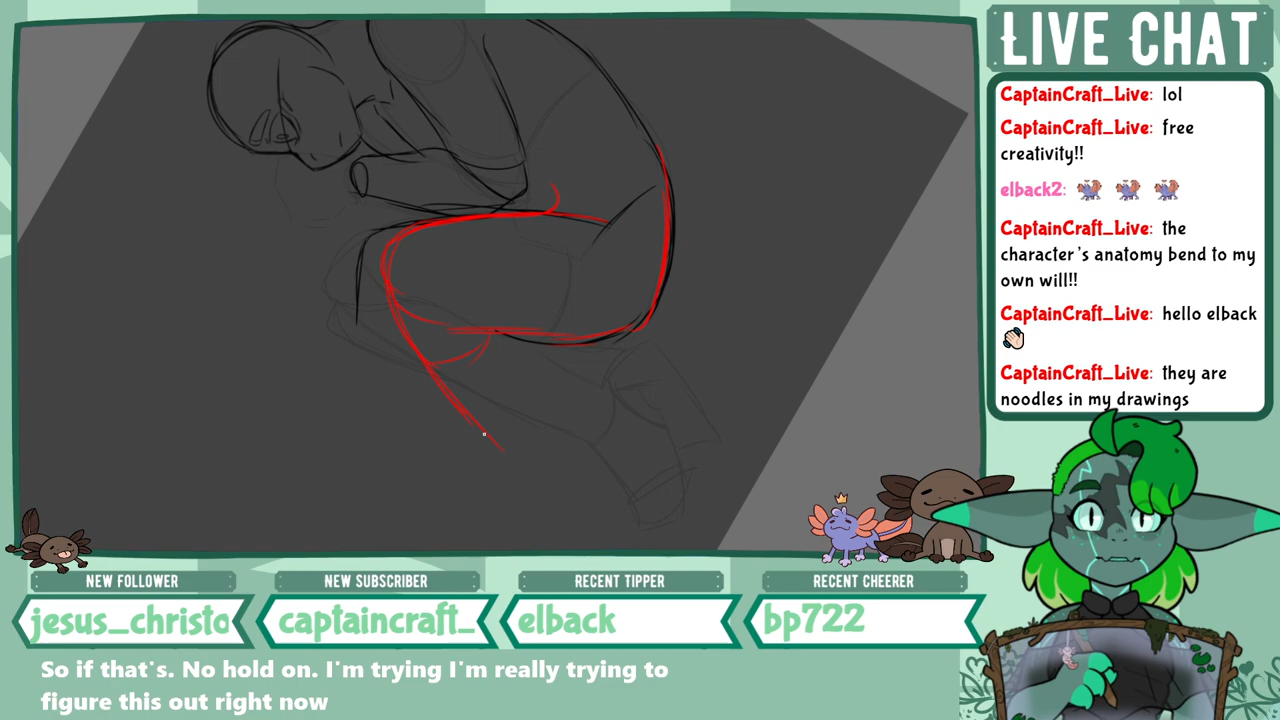 LIVE CHAT
CaptainCraft_Live: lol
CaptainCraft_Live: free
creativity!!
elback2:
CaptainCraft_Live: the
character's anatomy bend to my
own will!!
CaptainCraft_Live: hello elback
CaptainCraft_Live: they are
noodles in my drawings
NEW FOLLOWER
NEW SUBSCRIBER
RECENT TIPPER
RECENT CHEERER
jesus_christo
captaincraft_
elback
bp722
So if that's. No hold on. I'm trying I'm really trying to
figure this out right now